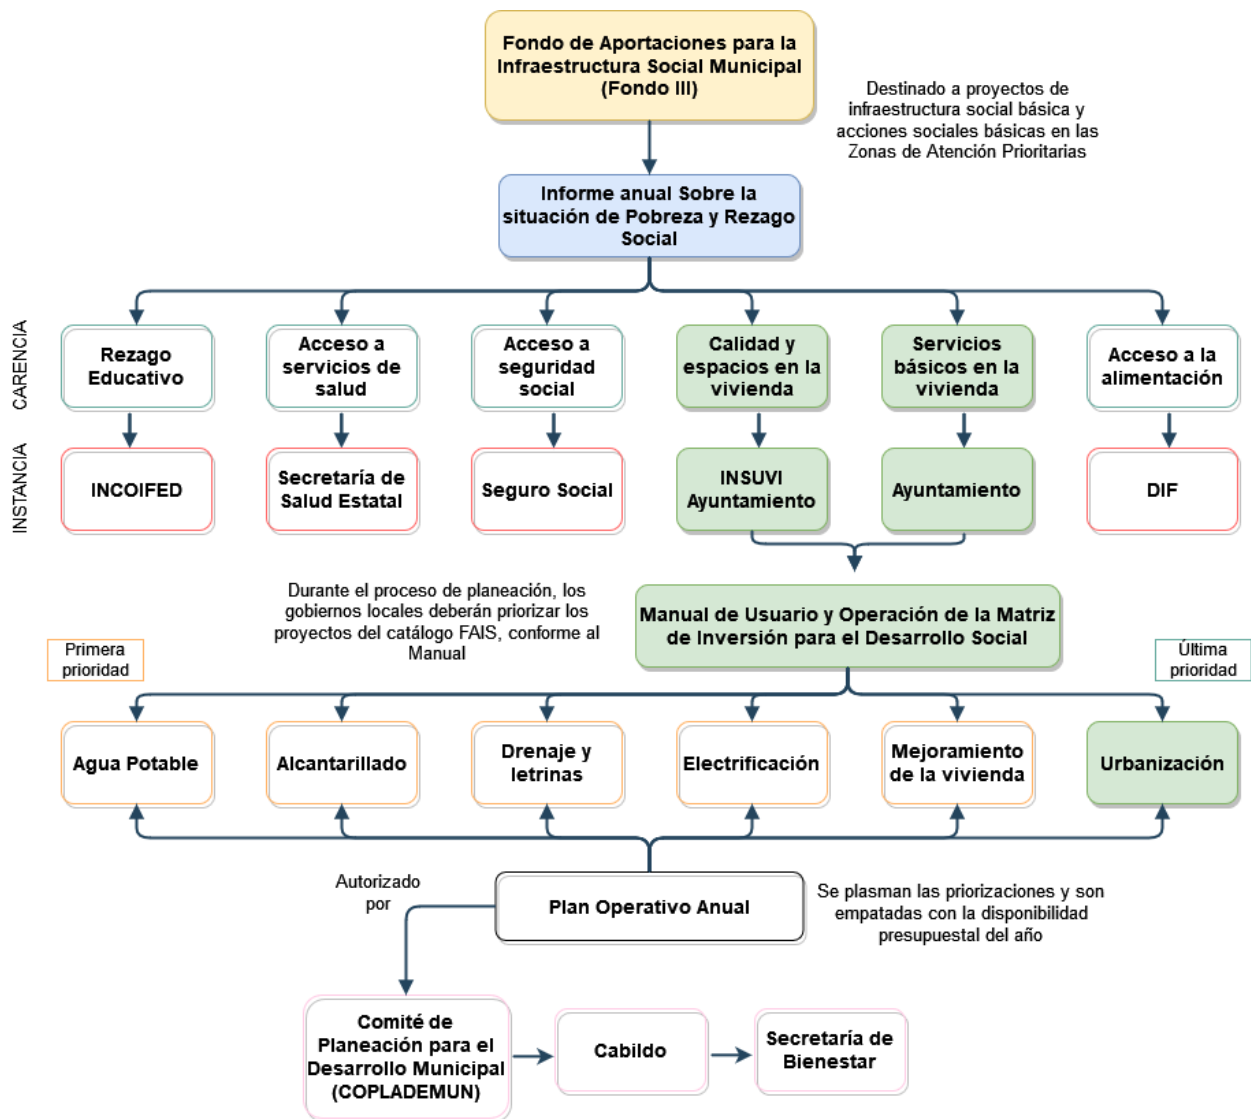 Fondo de Aportaciones para la
Infraestructura Social Municipal
(Fondo III)
Destinado a proyectos de
infraestructura social básica y
acciones sociales básicas en las
Zonas de Atención Prioritarias
Informe anual Sobre la
situación de Pobreza y Rezago
Social
CARENCIA
Rezago
Educativo
Acceso a
servicios de
salud
Acceso a
seguridad
social
Calidad y
espacios en la
vivienda
Servicios
básicos en la
vivienda
Acceso a la
alimentación
INSTANCIA
INCOIFED
Secretaría de
Salud Estatal
Seguro Social
INSUVI
Ayuntamiento
Ayuntamiento
DIF
Durante el proceso de planeación, los
gobiernos locales deberán priorizar los
proyectos del catálogo FAIS, conforme al
Manual
Manual de Usuario y Operación de la Matriz
de Inversión para el Desarrollo Social
Primera
prioridad
Última
prioridad
Agua Potable
Alcantarillado
Drenaje y
letrinas
Electrificación
Mejoramiento
de la vivienda
Urbanización
Autorizado
por
Plan Operativo Anual
Se plasman las priorizaciones y son
empatadas con la disponibilidad
presupuestal del año
Comité de
Planeación para el
Desarrollo Municipal
(COPLADEMUN)
Cabildo
Secretaría de
Bienestar